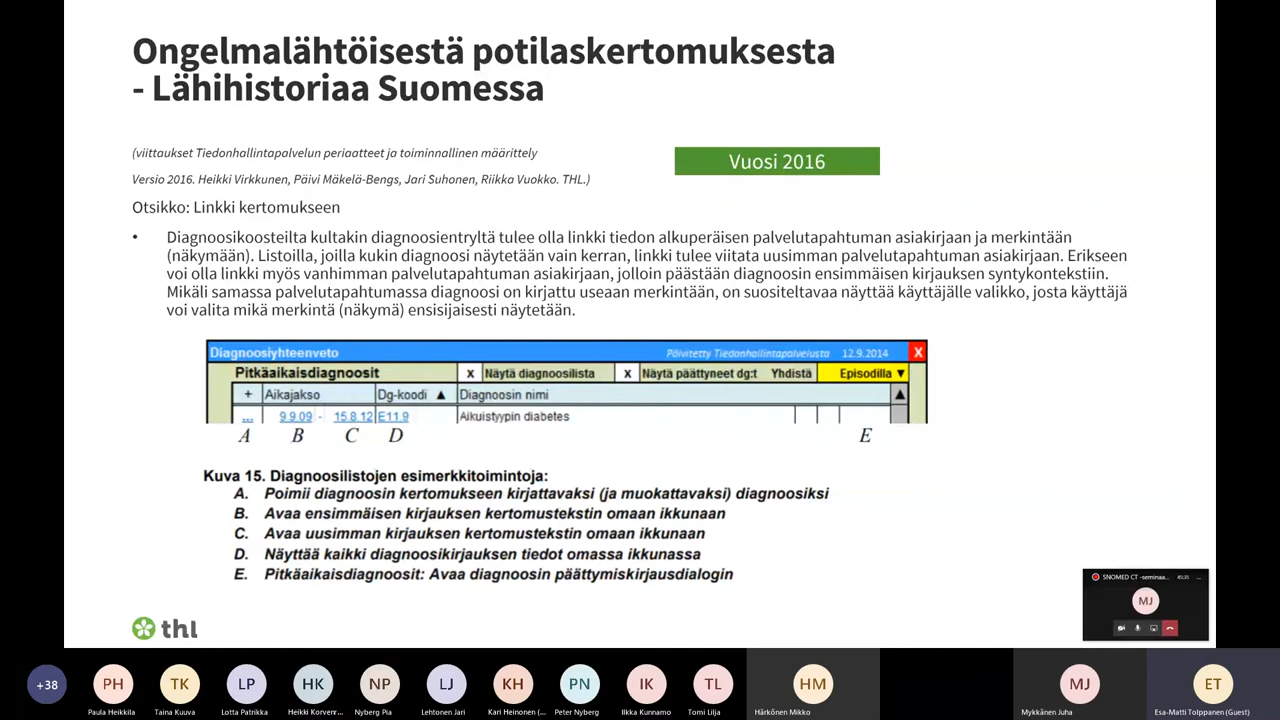 Ongelmalähtöisestä potilaskertomuksesta
- Lähihistoriaa Suomessa
(viittaukset Tiedonhallintapalvelun periaatteet ja toiminnallinen määrittely
Versio 2016. Heikki Virkkunen, Päivi Mäkelä-Bengs, Jari Suhonen, Riikka Vuokko. THL.)
Vuosi 2016
Otsikko: Linkki kertomukseen
• Diagnoosikoosteilta kultakin diagnoosientryltä tulee olla linkki tiedon alkuperäisen palvelutapahtuman asiakirjaan ja merkintään
(näkymään). Listoilla, joilla kukin diagnoosi näytetään vain kerran, linkki tulee viitata uusimman palvelutapahtuman asiakirjaan. Erikseen
voi olla linkki myös vanhimman palvelutapahtuman asiakirjaan, jolloin päästään diagnoosin ensimmäisen kirjauksen syntykontekstiin.
Mikäli samassa palvelutapahtumassa diagnoosi on kirjattu useaan merkintään, on suositeltavaa näyttää käyttäjälle valikko, josta käyttäjä
voi valita mikä merkintä (näkymä) ensisijaisesti näytetään.
Diagnoosiyhteenveto Päivitetty Tiedonhallintapalvelusta 12.9.2014 X
Pitkäaikaisdiagnoosit x Näytä diagnoosilista x Näytä päättyneet dg:t Yhdistä Episodilla ▼
+ Aikajakso Dg-koodi ▲ Diagnoosin nimi ▲
... 9.9.09 - 15.8.12 E11.9 Aikuistyypin diabetes
A B C D E
Kuva 15. Diagnoosilistojen esimerkkitoimintoja:
A. Poimii diagnoosin kertomukseen kirjattavaksi (ja muokattavaksi) diagnoosiksi
B. Avaa ensimmäisen kirjauksen kertomustekstin omaan ikkunaan
C. Avaa uusimman kirjauksen kertomustekstin omaan ikkunaan
D. Näyttää kaikki diagnoosikirjauksen tiedot omassa ikkunassa
E. Pitkäaikaisdiagnoosit: Avaa diagnoosin päättymiskirjausdialogin
thl
SNOMED CT -seminaa... 45:35 ...
MJ
+38 PH TK LP HK NP LJ KH PN IK TL HM MJ ET
Paula Heikkila Taina Kuuva Lotta Patrikka Heikki Korvenr... Nyberg Pia Lehtonen Jari Kari Heinonen (... Peter Nyberg Ilkka Kunnamo Tomi Lilja Härkönen Mikko Mykkänen Juha Esa-Matti Tolppanen (Guest)